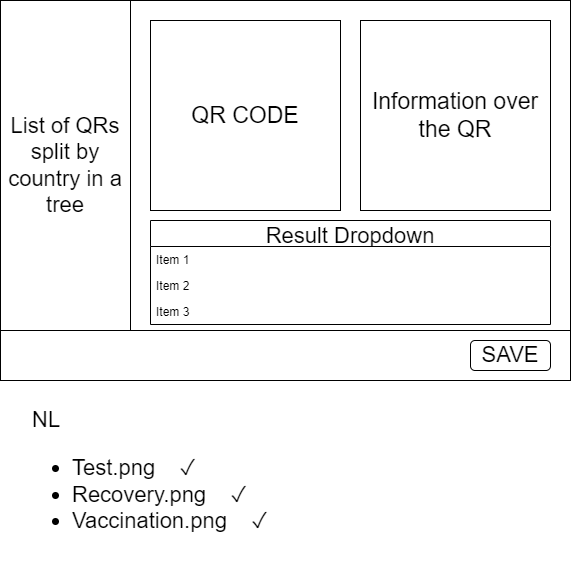 List of QRs
split by
country in a
tree
QR CODE
Information over
the QR
Result Dropdown
Item 1
Item 2
Item 3
SAVE
NL
• Test.png ✓
• Recovery.png ✓
• Vaccination.png ✓